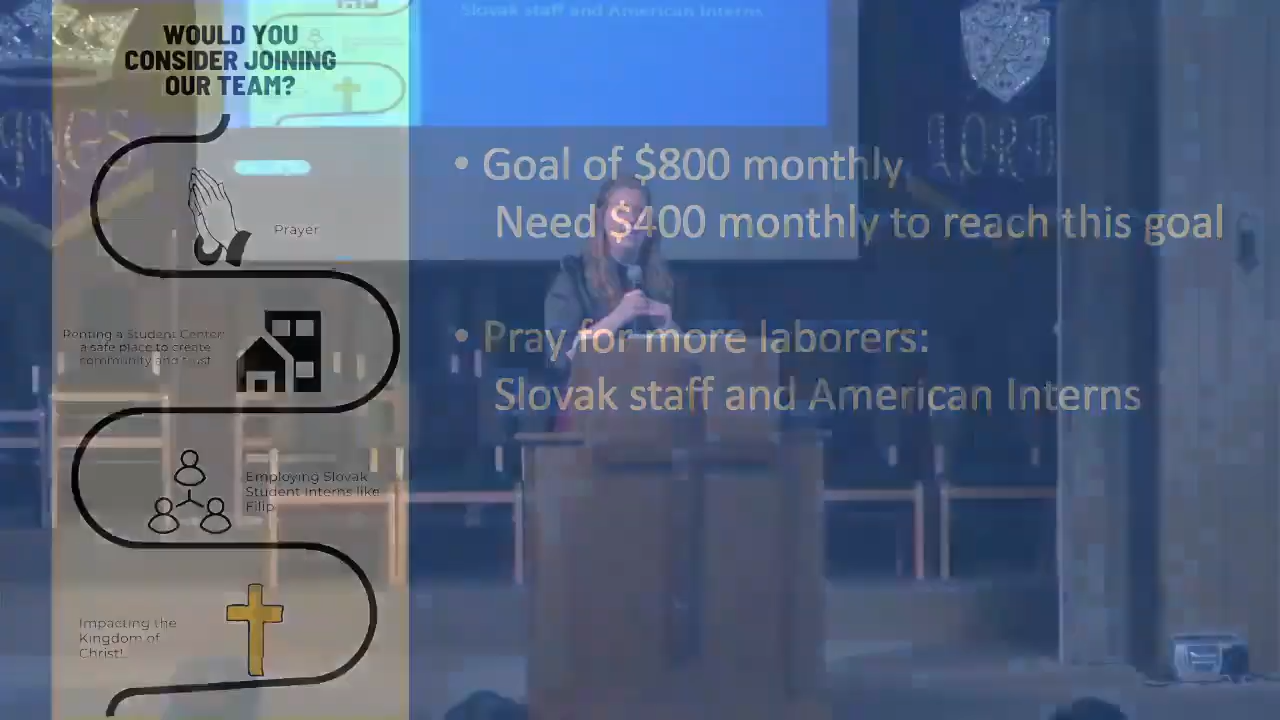 WOULD YOU
CONSIDER JOINING
OUR TEAM?
Prayer
Renting a Student Center:
a safe place to create
community and trust
Employing Slovak
Student Interns like
Filip
Impacting the
Kingdom of
Christ!
Slovak staff and American Interns
• Goal of $800 monthly
Need $400 monthly to reach this goal
• Pray for more laborers:
Slovak staff and American Interns
KINGS
LORD